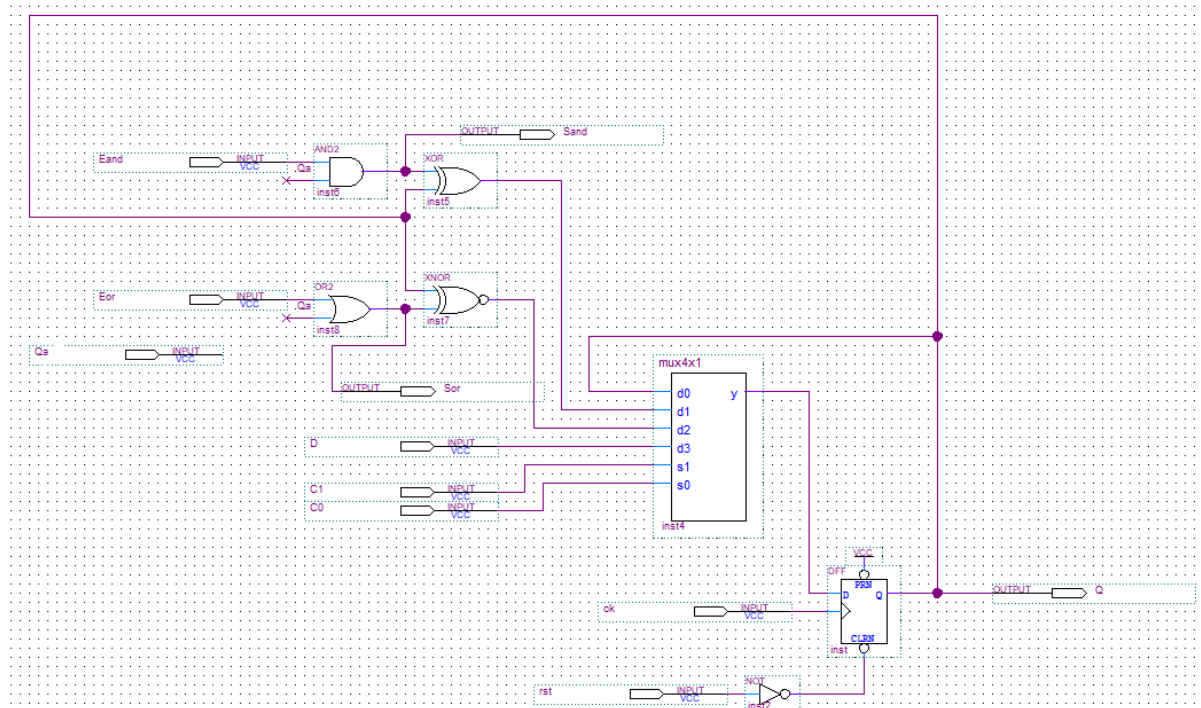 OUTPUT Sand
AND2
XOR
Eand INPUT
VCC
Qa
inst6
inst5
OR2
XNOR
Eor INPUT
VCC
Qa
inst8
inst7
Qa INPUT
VCC
OUTPUT Sor
mux4x1
d0 y
d1
d2
d3
s1
s0
inst4
D INPUT
VCC
C1 INPUT
VCC
C0 INPUT
VCC
VCC
DFF
PRN
D Q
CLRN
inst
OUTPUT Q
ck INPUT
VCC
rst INPUT
VCC
NOT
inst2